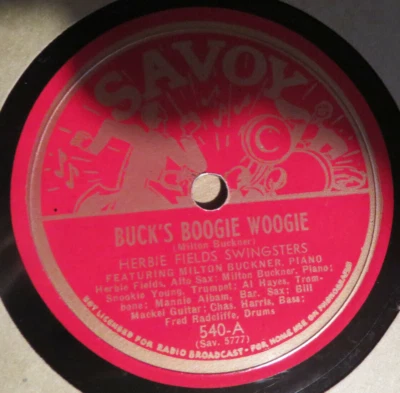 SAVOY
BUCK'S BOOGIE WOOGIE
(Milton Buckner)
HERBIE FIELDS SWINGSTERS
FEATURING MILTON BUCKNER, PIANO
Herbie Fields, Alto Sax: Milton Buckner, Piano:
Snookie Young, Trumpet: Al Hayes, Trom-
bone: Mannie Albam, Bar. Sax: Bill
Mackel Guitar: Chas. Harris, Bass:
Fred Radcliffe, Drums
540-A
(Sav. 5777)
NOT LICENSED FOR RADIO BROADCAST - FOR HOME USE ON PHONOGRAPHS